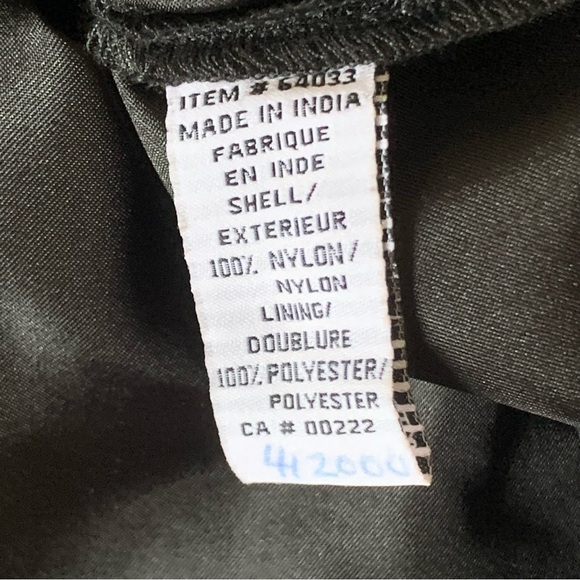 ITEM # 64033
MADE IN INDIA
FABRIQUE
EN INDE
SHELL/
EXTERIEUR
100% NYLON/
NYLON
LINING/
DOUBLURE
100% POLYESTER/
POLYESTER
CA # 00222